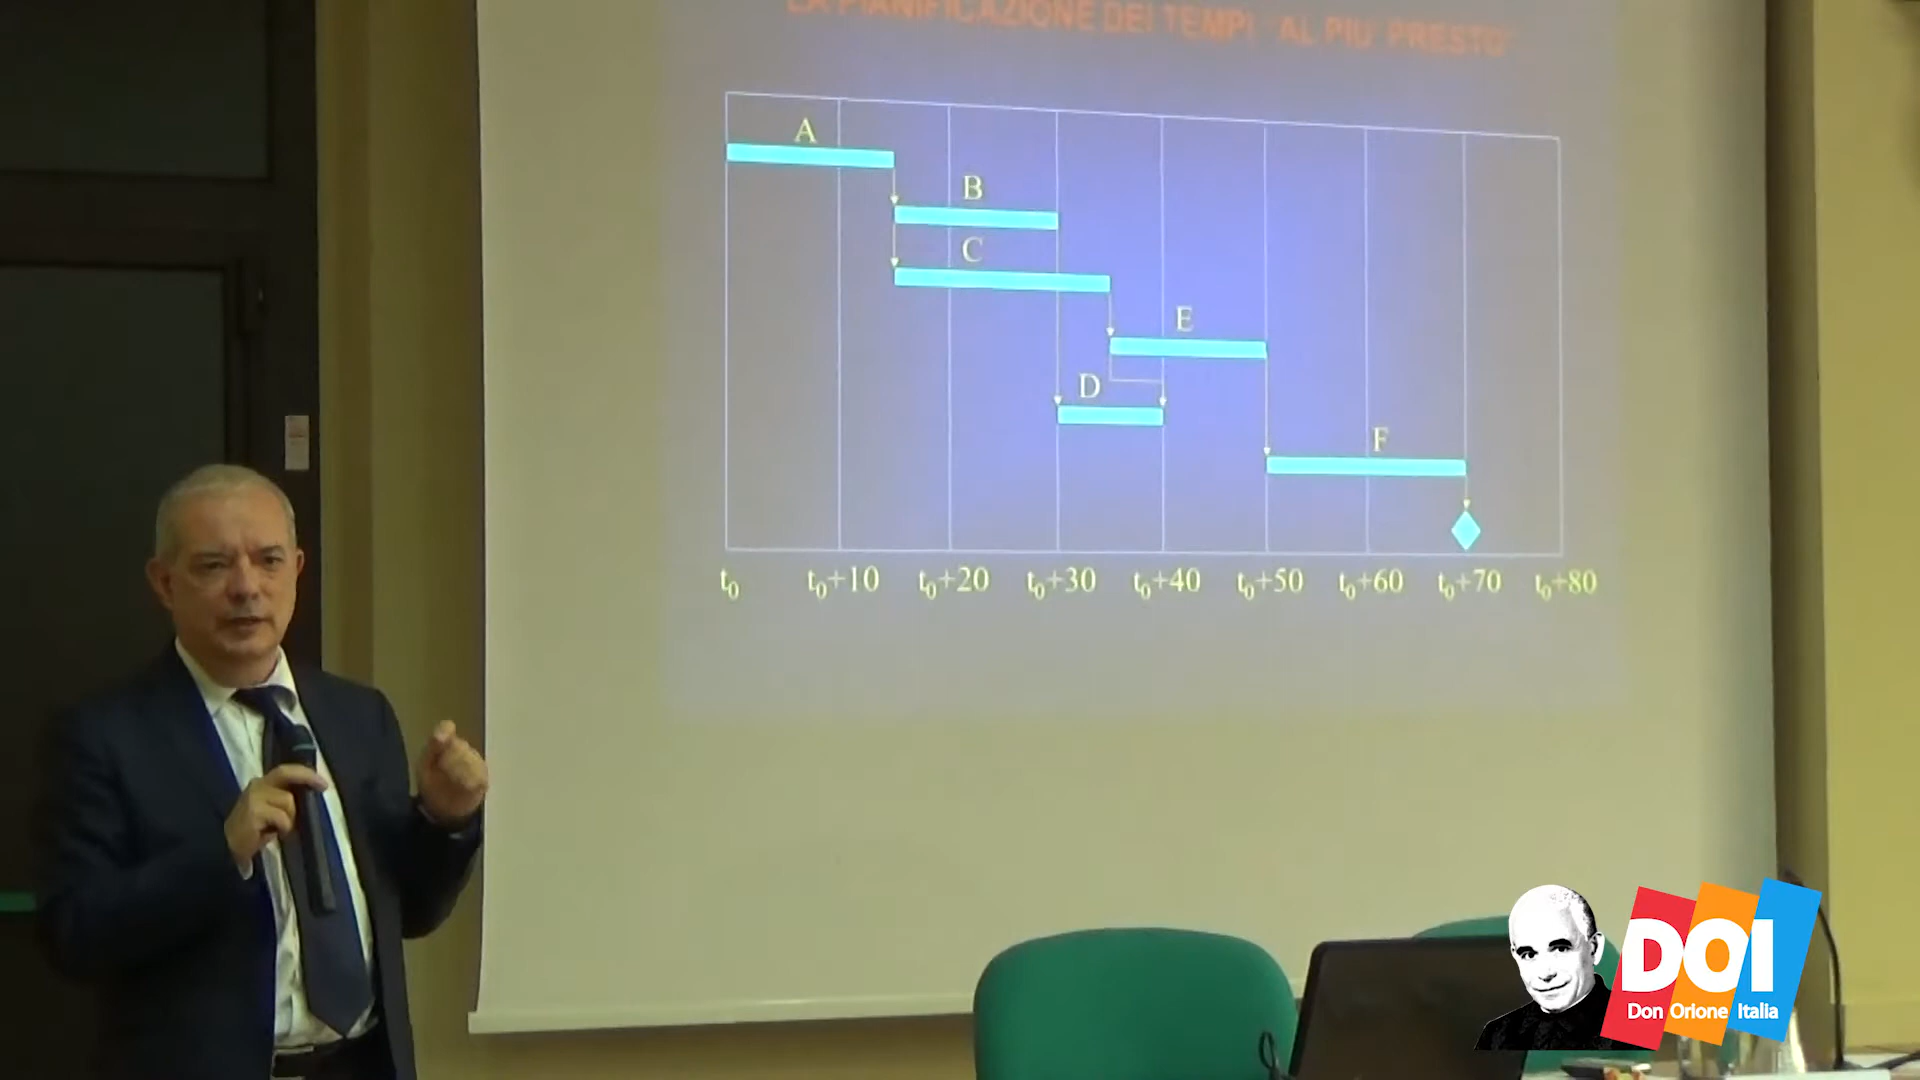 LA PIANIFICAZIONE DEI TEMPI "AL PIU' PRESTO"
A
B
C
E
D
F
t0 t0+10 t0+20 t0+30 t0+40 t0+50 t0+60 t0+70 t0+80
DOI
Don Orione Italia